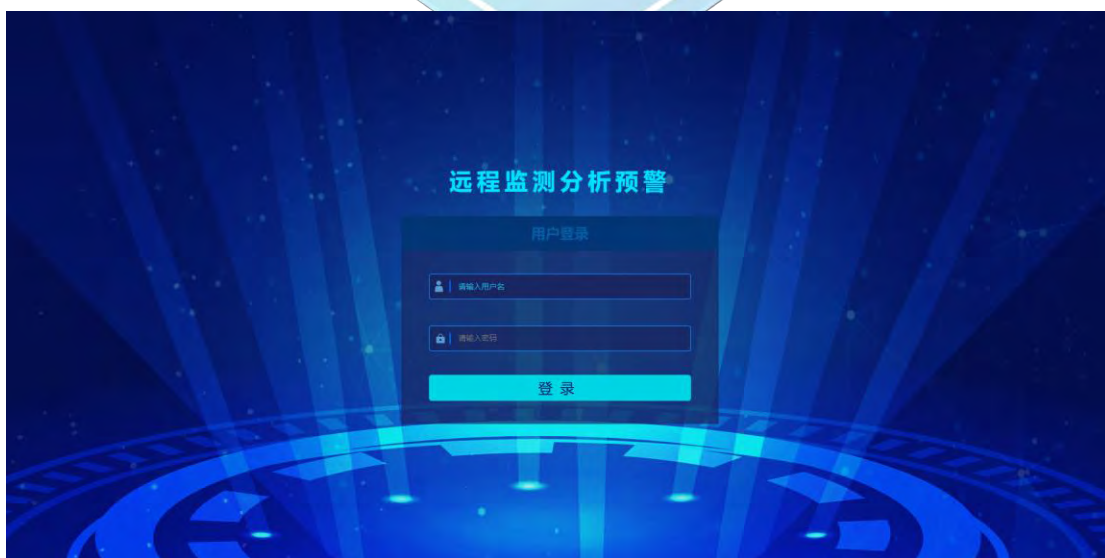 远程监测分析预警
用户登录
请输入用户名
请输入密码
登录